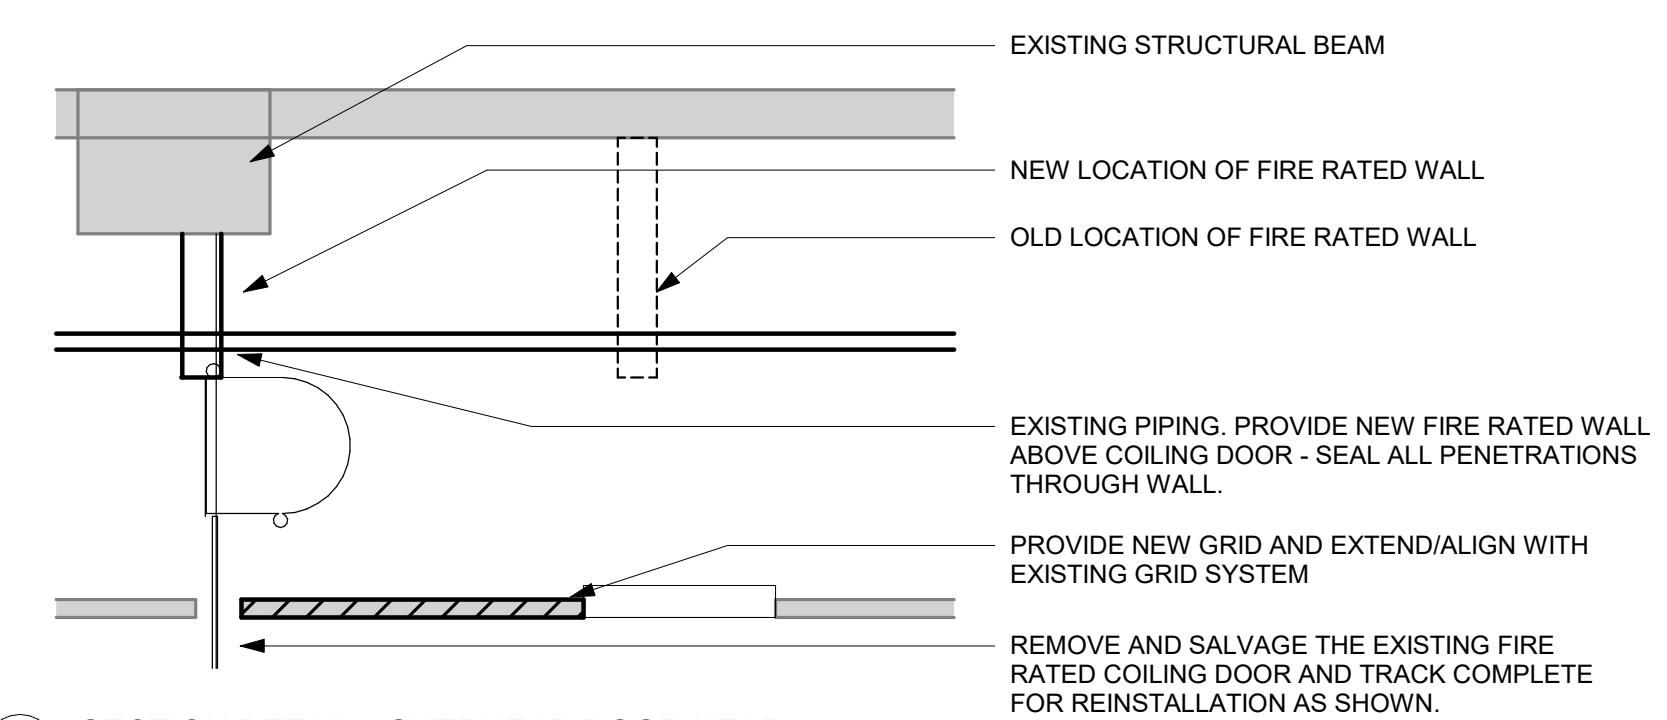 EXISTING STRUCTURAL BEAM
NEW LOCATION OF FIRE RATED WALL
OLD LOCATION OF FIRE RATED WALL
EXISTING PIPING. PROVIDE NEW FIRE RATED WALL
ABOVE COILING DOOR - SEAL ALL PENETRATIONS
THROUGH WALL.
PROVIDE NEW GRID AND EXTEND/ALIGN WITH
EXISTING GRID SYSTEM
REMOVE AND SALVAGE THE EXISTING FIRE
RATED COILING DOOR AND TRACK COMPLETE
FOR REINSTALLATION AS SHOWN.